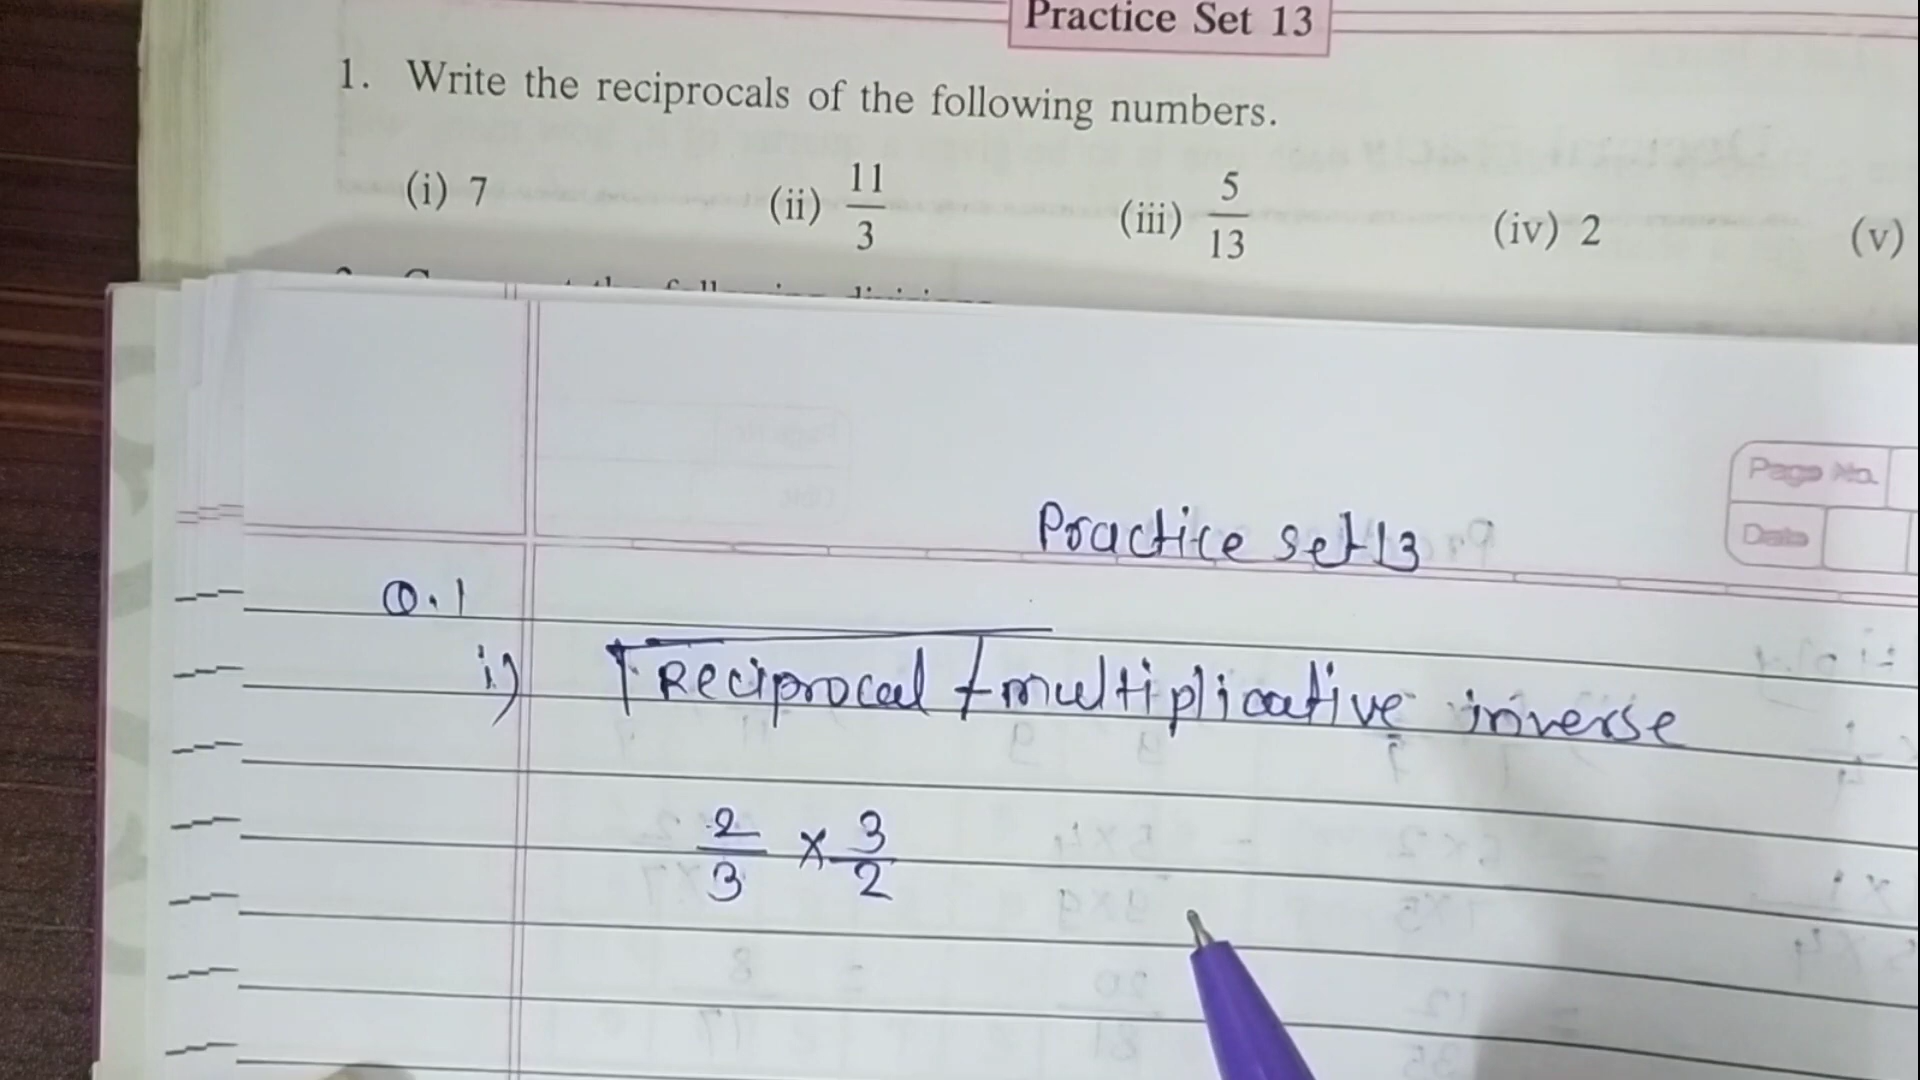 Practice Set 13
1. Write the reciprocals of the following numbers.
(i) 7 (ii) 11/3 (iii) 5/13 (iv) 2 (v)
Page No.
Practice set 13
Date
Q.1
i) Reciprocal / multiplicative inverse
2/3 × 3/2